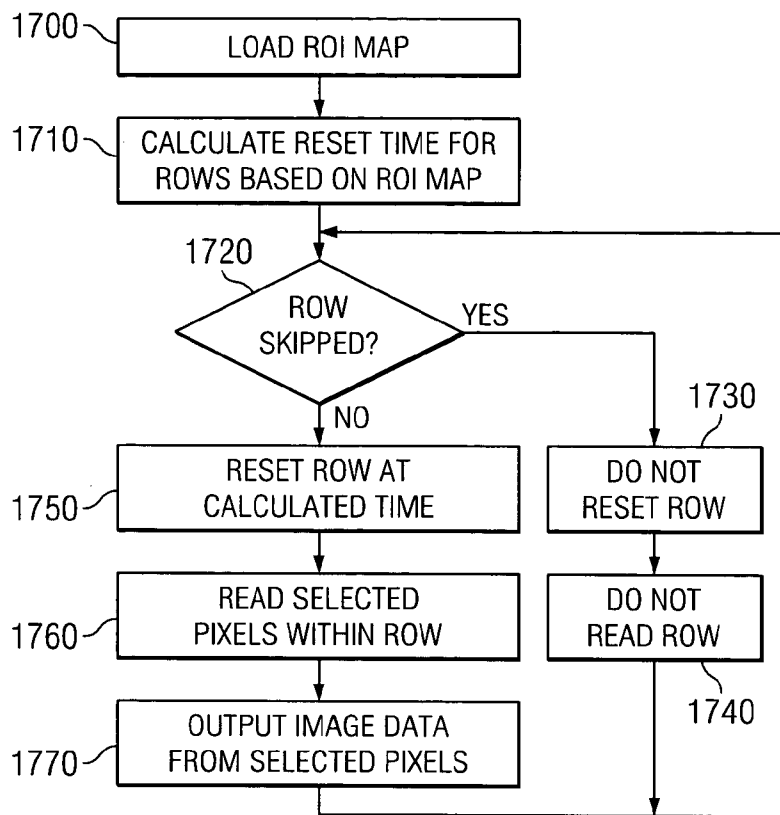 1700
LOAD ROI MAP
1710
CALCULATE RESET TIME FOR
ROWS BASED ON ROI MAP
1720
ROW
SKIPPED?
YES
NO
1730
DO NOT
RESET ROW
1750
RESET ROW AT
CALCULATED TIME
1760
READ SELECTED
PIXELS WITHIN ROW
DO NOT
READ ROW
1740
1770
OUTPUT IMAGE DATA
FROM SELECTED PIXELS